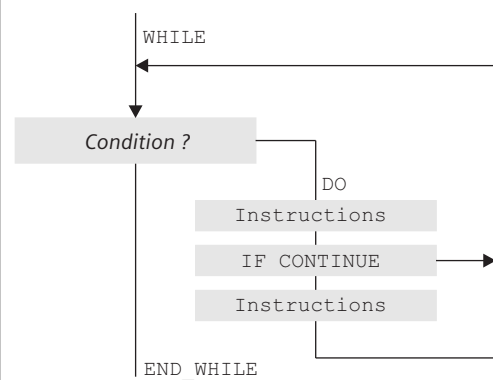 WHILE
Condition ?
DO
Instructions
IF CONTINUE
Instructions
END_WHILE